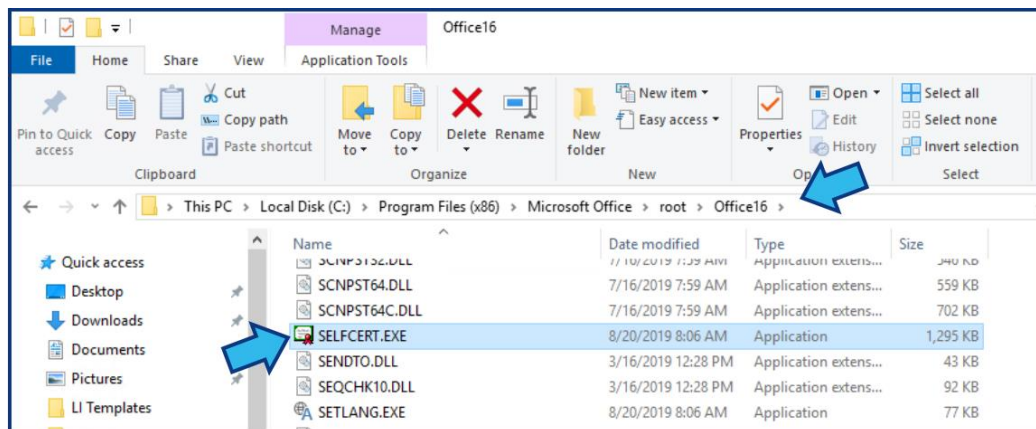 Manage Office16
File Home Share View Application Tools
Pin to Quick access
Copy
Paste
Cut
Copy path
Paste shortcut
Clipboard
Move to
Copy to
Delete
Rename
Organize
New folder
New item
Easy access
New
Properties
Open
Edit
History
Select all
Select none
Invert selection
Select
This PC > Local Disk (C:) > Program Files (x86) > Microsoft Office > root > Office16 >
Name Date modified Type Size
Quick access
Desktop
Downloads
Documents
Pictures
LI Templates
SCNPST64.DLL 7/16/2019 7:59 AM Application extens... 559 KB
SCNPST64C.DLL 7/16/2019 7:59 AM Application extens... 702 KB
SELFCERT.EXE 8/20/2019 8:06 AM Application 1,295 KB
SENDTO.DLL 3/16/2019 12:28 PM Application extens... 43 KB
SEQCHK10.DLL 3/16/2019 12:28 PM Application extens... 92 KB
SETLANG.EXE 8/20/2019 8:06 AM Application 77 KB